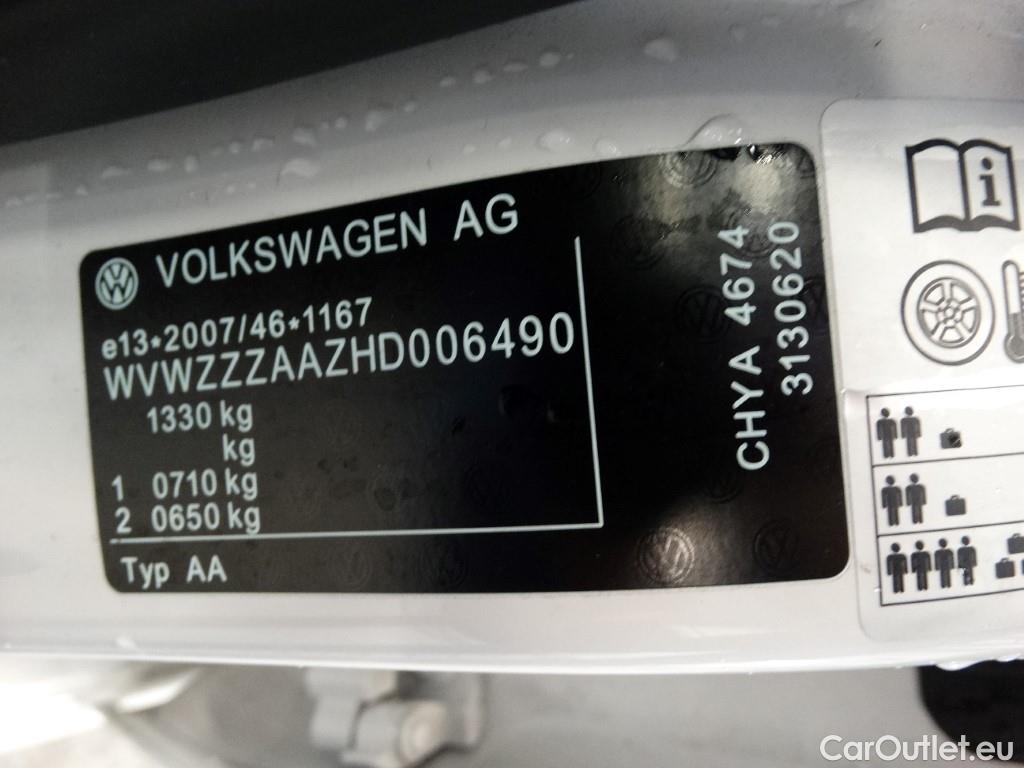 VOLKSWAGEN AG
e13*2007/46*1167
WVWZZZAAZHD006490
1330 kg
kg
1 0710 kg
2 0650 kg
Typ AA
CHYA 4674
3130620
CarOutlet.eu